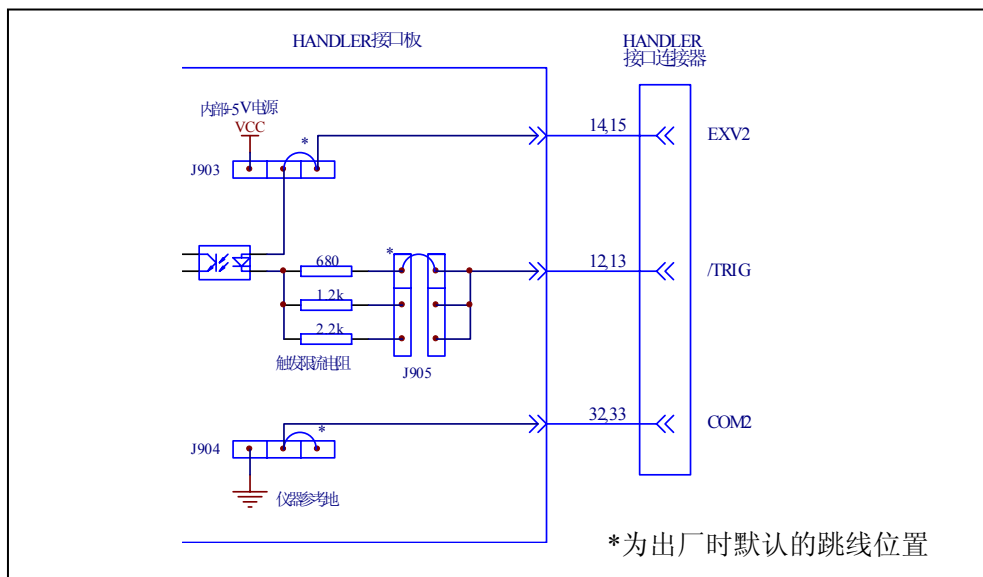 HANDLER接口板
HANDLER
接口连接器
内部+5V电源
VCC
*
J903
14,15
EXV2
680
*
12,13
/TRIG
1.2k
2.2k
触发限流电阻
J905
32,33
COM2
*
J904
仪器参考地
*为出厂时默认的跳线位置